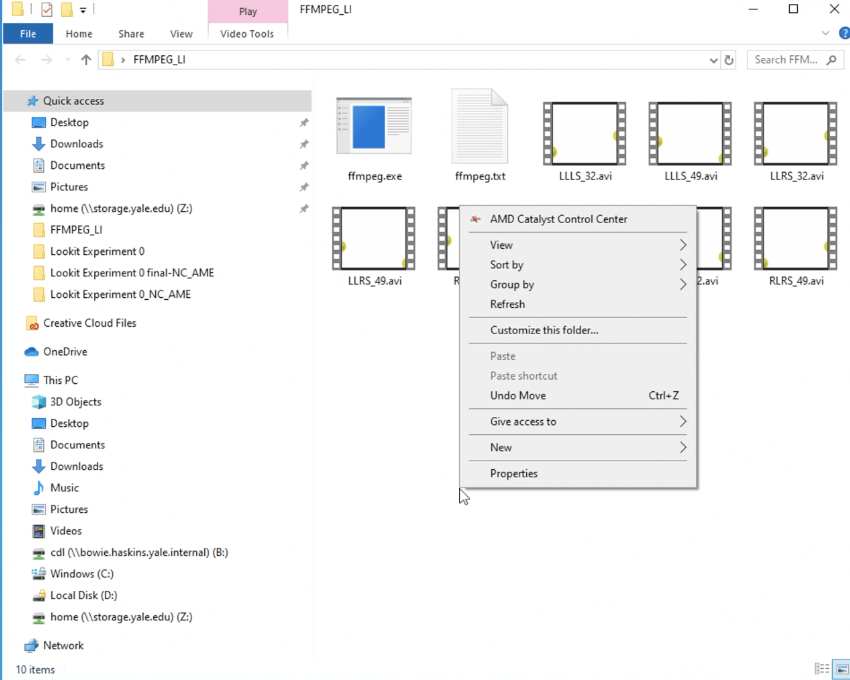 Play
FFMPEG_LI
File
Home
Share
View
Video Tools
?
FFMPEG_LI
Search FFM...
Quick access
Desktop
Downloads
Documents
Pictures
home (\\storage.yale.edu) (Z:)
FFMPEG_LI
Lookit Experiment 0
Lookit Experiment 0 final-NC_AME
Lookit Experiment 0_NC_AME
Creative Cloud Files
OneDrive
This PC
3D Objects
Desktop
Documents
Downloads
Music
Pictures
Videos
cdl (\\bowie.haskins.yale.internal) (B:)
Windows (C:)
Local Disk (D:)
home (\\storage.yale.edu) (Z:)
Network
10 items
ffmpeg.exe
ffmpeg.txt
LLLS_32.avi
LLLS_49.avi
LLRS_32.avi
LLRS_49.avi
R
2.avi
RLRS_49.avi
AMD Catalyst Control Center
View
Sort by
Group by
Refresh
Customize this folder...
Paste
Paste shortcut
Undo Move Ctrl+Z
Give access to
New
Properties